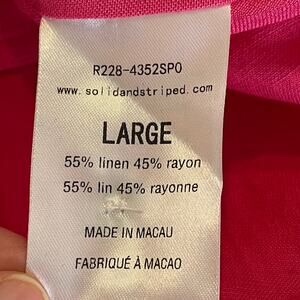 R228-4352SPO
www.solidandstriped.com
LARGE
55% linen 45% rayon
55% lin 45% rayonne
MADE IN MACAU
FABRIQUÉ À MACAO